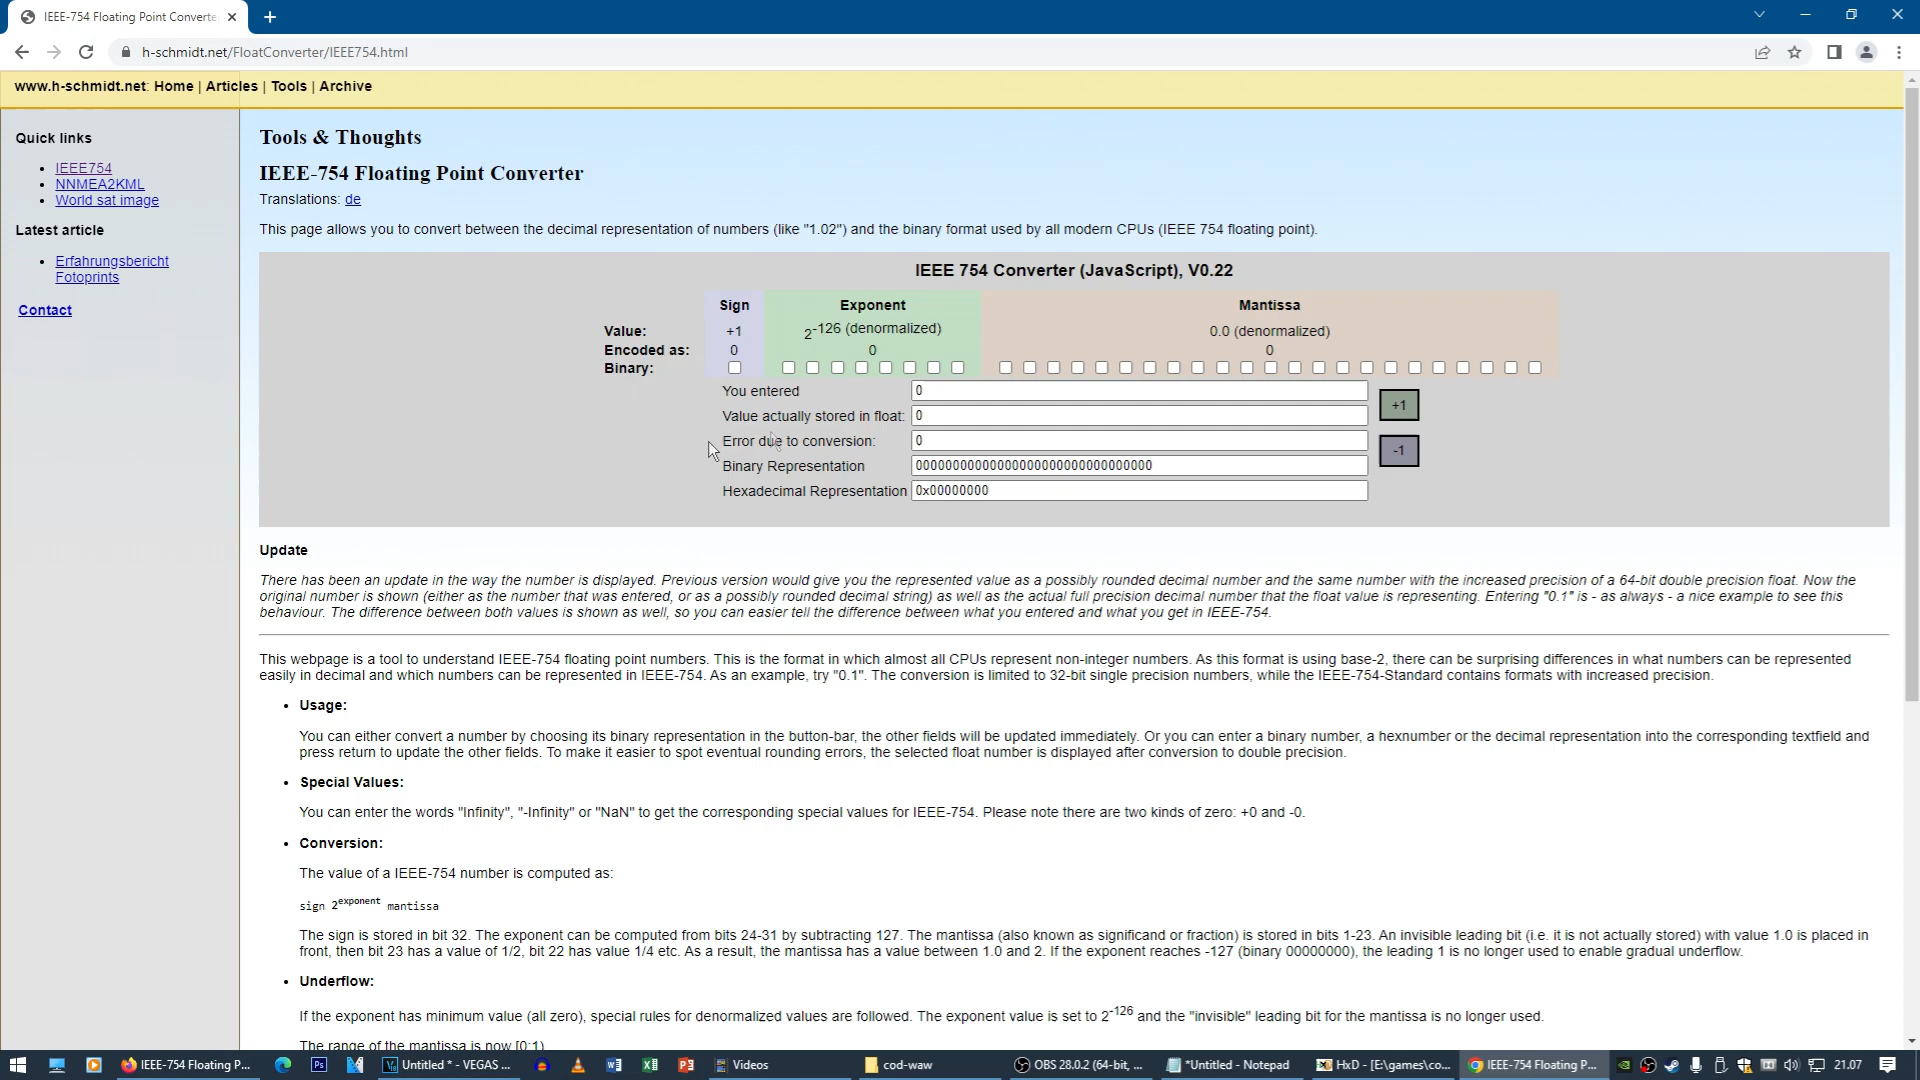 IEEE-754 Floating Point Converte
h-schmidt.net/FloatConverter/IEEE754.html
www.h-schmidt.net: Home | Articles | Tools | Archive
Quick links
IEEE754
NNMEA2KML
World sat image
Latest article
Erfahrungsbericht
Fotoprints
Contact
Tools & Thoughts
IEEE-754 Floating Point Converter
Translations: de
This page allows you to convert between the decimal representation of numbers (like "1.02") and the binary format used by all modern CPUs (IEEE 754 floating point).
IEEE 754 Converter (JavaScript), V0.22
Sign Exponent Mantissa
Value: +1 2-126 (denormalized) 0.0 (denormalized)
Encoded as: 0 0 0
Binary:
You entered 0
+1
Value actually stored in float: 0
Error due to conversion: 0
-1
Binary Representation 00000000000000000000000000000000
Hexadecimal Representation 0x00000000
Update
There has been an update in the way the number is displayed. Previous version would give you the represented value as a possibly rounded decimal number and the same number with the increased precision of a 64-bit double precision float. Now the
original number is shown (either as the number that was entered, or as a possibly rounded decimal string) as well as the actual full precision decimal number that the float value is representing. Entering "0.1" is - as always - a nice example to see this
behaviour. The difference between both values is shown as well, so you can easier tell the difference between what you entered and what you get in IEEE-754.
This webpage is a tool to understand IEEE-754 floating point numbers. This is the format in which almost all CPUs represent non-integer numbers. As this format is using base-2, there can be surprising differences in what numbers can be represented
easily in decimal and which numbers can be represented in IEEE-754. As an example, try "0.1". The conversion is limited to 32-bit single precision numbers, while the IEEE-754-Standard contains formats with increased precision.
Usage:
You can either convert a number by choosing its binary representation in the button-bar, the other fields will be updated immediately. Or you can enter a binary number, a hexnumber or the decimal representation into the corresponding textfield and
press return to update the other fields. To make it easier to spot eventual rounding errors, the selected float number is displayed after conversion to double precision.
Special Values:
You can enter the words "Infinity", "-Infinity" or "NaN" to get the corresponding special values for IEEE-754. Please note there are two kinds of zero: +0 and -0.
Conversion:
The value of a IEEE-754 number is computed as:
sign 2exponent mantissa
The sign is stored in bit 32. The exponent can be computed from bits 24-31 by subtracting 127. The mantissa (also known as significand or fraction) is stored in bits 1-23. An invisible leading bit (i.e. it is not actually stored) with value 1.0 is placed in
front, then bit 23 has a value of 1/2, bit 22 has value 1/4 etc. As a result, the mantissa has a value between 1.0 and 2. If the exponent reaches -127 (binary 00000000), the leading 1 is no longer used to enable gradual underflow.
Underflow:
If the exponent has minimum value (all zero), special rules for denormalized values are followed. The exponent value is set to 2-126 and the "invisible" leading bit for the mantissa is no longer used.
The range of the mantissa is now [0:1)
IEEE-754 Floating P... Untitled * - VEGAS ... Videos cod-waw OBS 28.0.2 (64-bit, ... *Untitled - Notepad HxD - [E:\games\co... IEEE-754 Floating P... 21.07